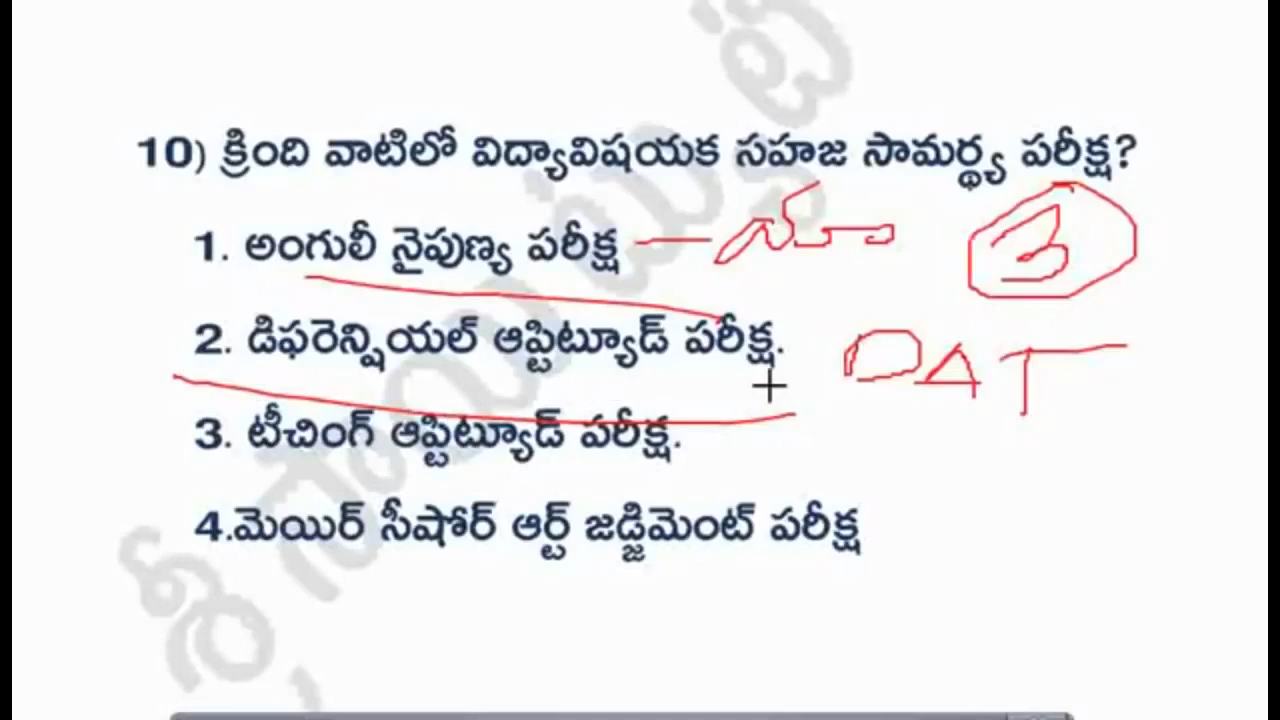 10) క్రింది వాటిలో విద్యావిషయక సహజ సామర్థ్య పరీక్ష?
1. అంగుళీ నైపుణ్య పరీక్ష
2. డిఫరెన్షియల్ ఆప్టిట్యూడ్ పరీక్ష. DAT
3. టీచింగ్ ఆప్టిట్యూడ్ పరీక్ష.
4.మెయిర్ సీషోర్ ఆర్ట్ జడ్జిమెంట్ పరీక్ష